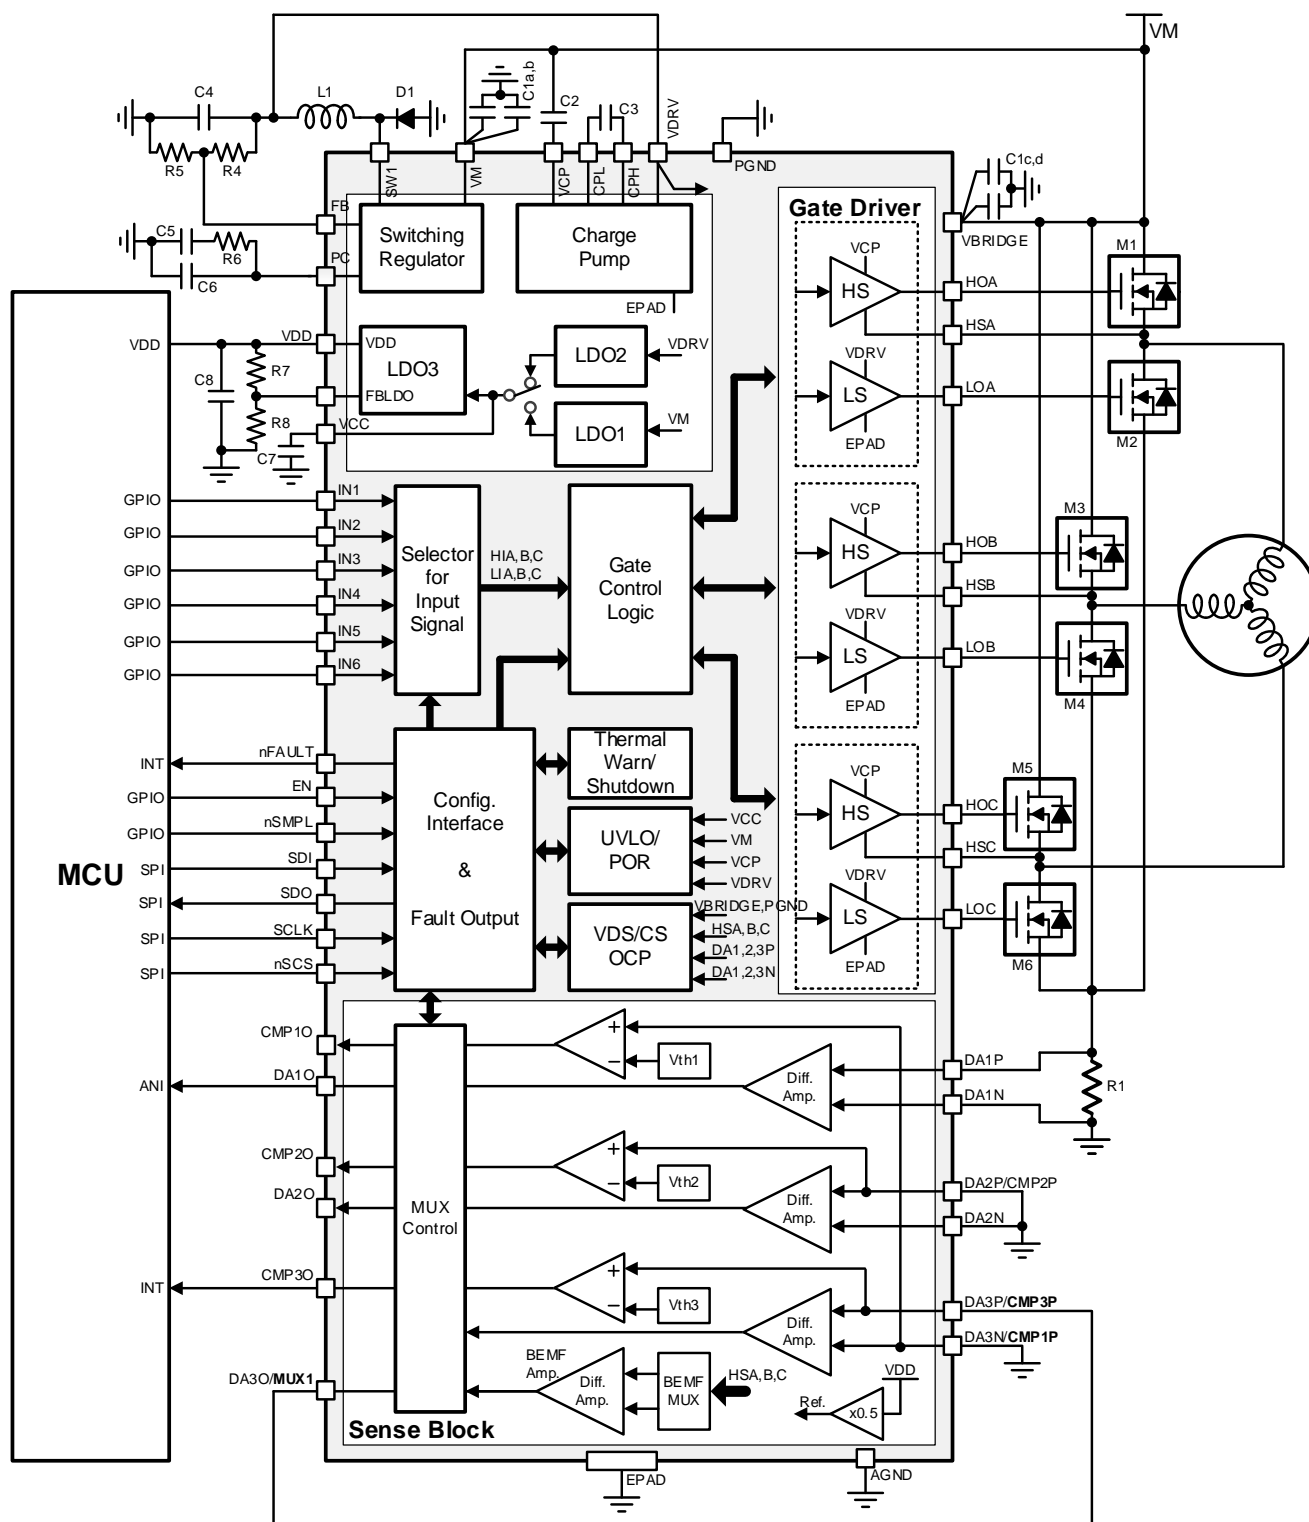 VM
C4
L1
D1
C1a,b
C2
C3
VDRV
R5
R4
SW1
VM
VCP
CPL
CPH
PGND
C1c,d
FB
Gate Driver
VBRIDGE
C5
R6
Switching
Regulator
Charge
Pump
VCP
M1
PC
C6
HS
HOA
EPAD
HSA
VDD
VDD
VDD
LDO2
VDRV
VDRV
C8
R7
LDO3
FBLDO
LS
LOA
R8
VCC
LDO1
VM
EPAD
M2
C7
GPIO
IN1
GPIO
IN2
Selector
for
Input
Signal
HIA,B,C
LIA,B,C
Gate
Control
Logic
VCP
M3
GPIO
IN3
HS
HOB
GPIO
IN4
HSB
GPIO
IN5
VDRV
GPIO
IN6
LS
LOB
EPAD
M4
INT
nFAULT
Thermal
Warn/
Shutdown
VCP
M5
GPIO
EN
Config.
Interface
&
Fault Output
HS
HOC
GPIO
nSMPL
UVLO/
POR
VCC
VM
VCP
VDRV
HSC
MCU
SPI
SDI
VDRV
SPI
SDO
VBRIDGE,PGND
LS
LOC
SPI
SCLK
VDS/CS
OCP
HSA,B,C
DA1,2,3P
DA1,2,3N
EPAD
M6
SPI
nSCS
CMP1O
+
−
Vth1
DA1P
ANI
DA1O
Diff.
Amp.
R1
DA1N
CMP2O
+
−
Vth2
DA2P/CMP2P
DA2O
MUX
Control
Diff.
Amp.
DA2N
INT
CMP3O
+
−
Vth3
DA3P/CMP3P
Diff.
Amp.
DA3N/CMP1P
DA3O/MUX1
BEMF
Amp.
Diff.
Amp.
BEMF
MUX
HSA,B,C
VDD
Ref.
x0.5
Sense Block
EPAD
AGND